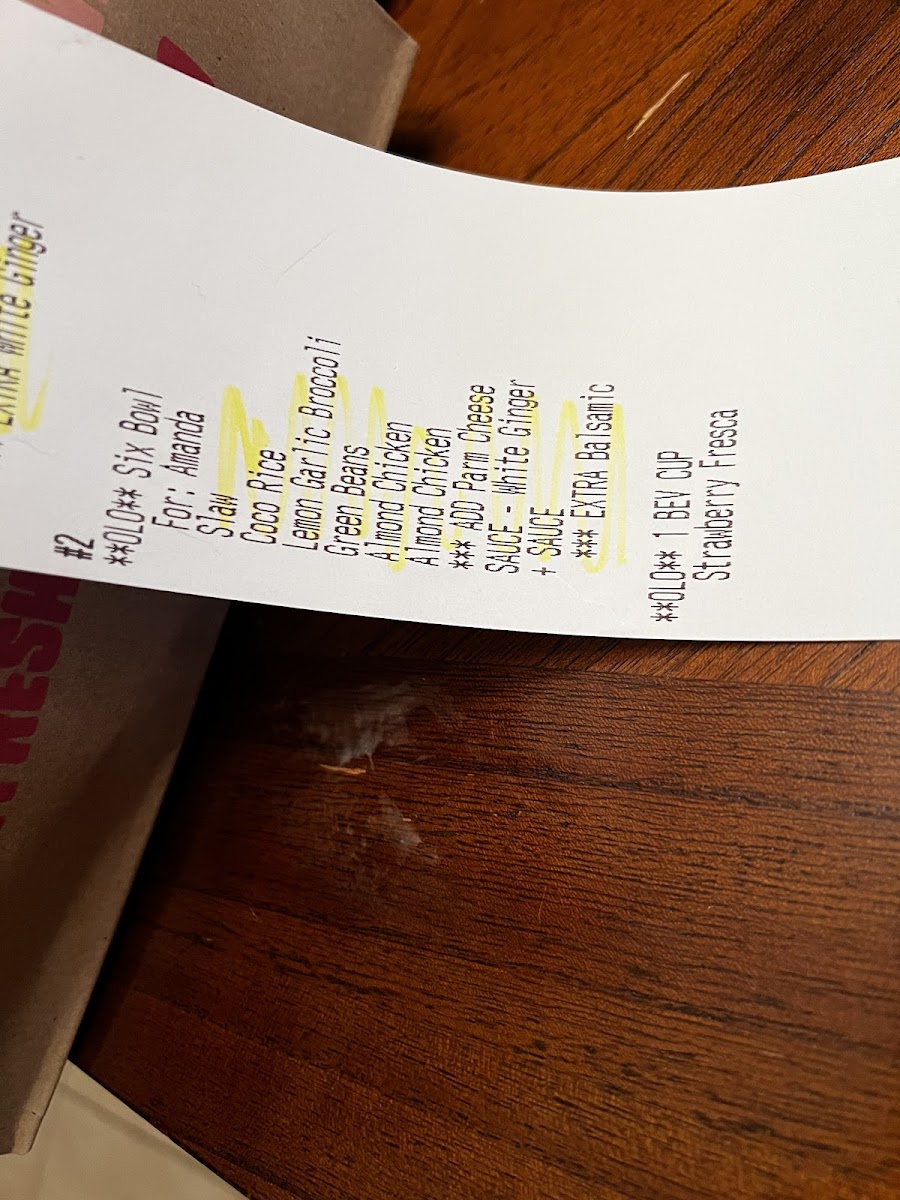 EXTRA White Ginger
#2
**OLO** Six Bowl
For: Amanda
Slaw
Coco Rice
Lemon Garlic Broccoli
Green Beans
Almond Chicken
Almond Chicken
*** ADD Parm Cheese
SAUCE - White Ginger
+ SAUCE
*** EXTRA Balsamic
**OLO** 1 BEV CUP
Strawberry Fresca
FRESH